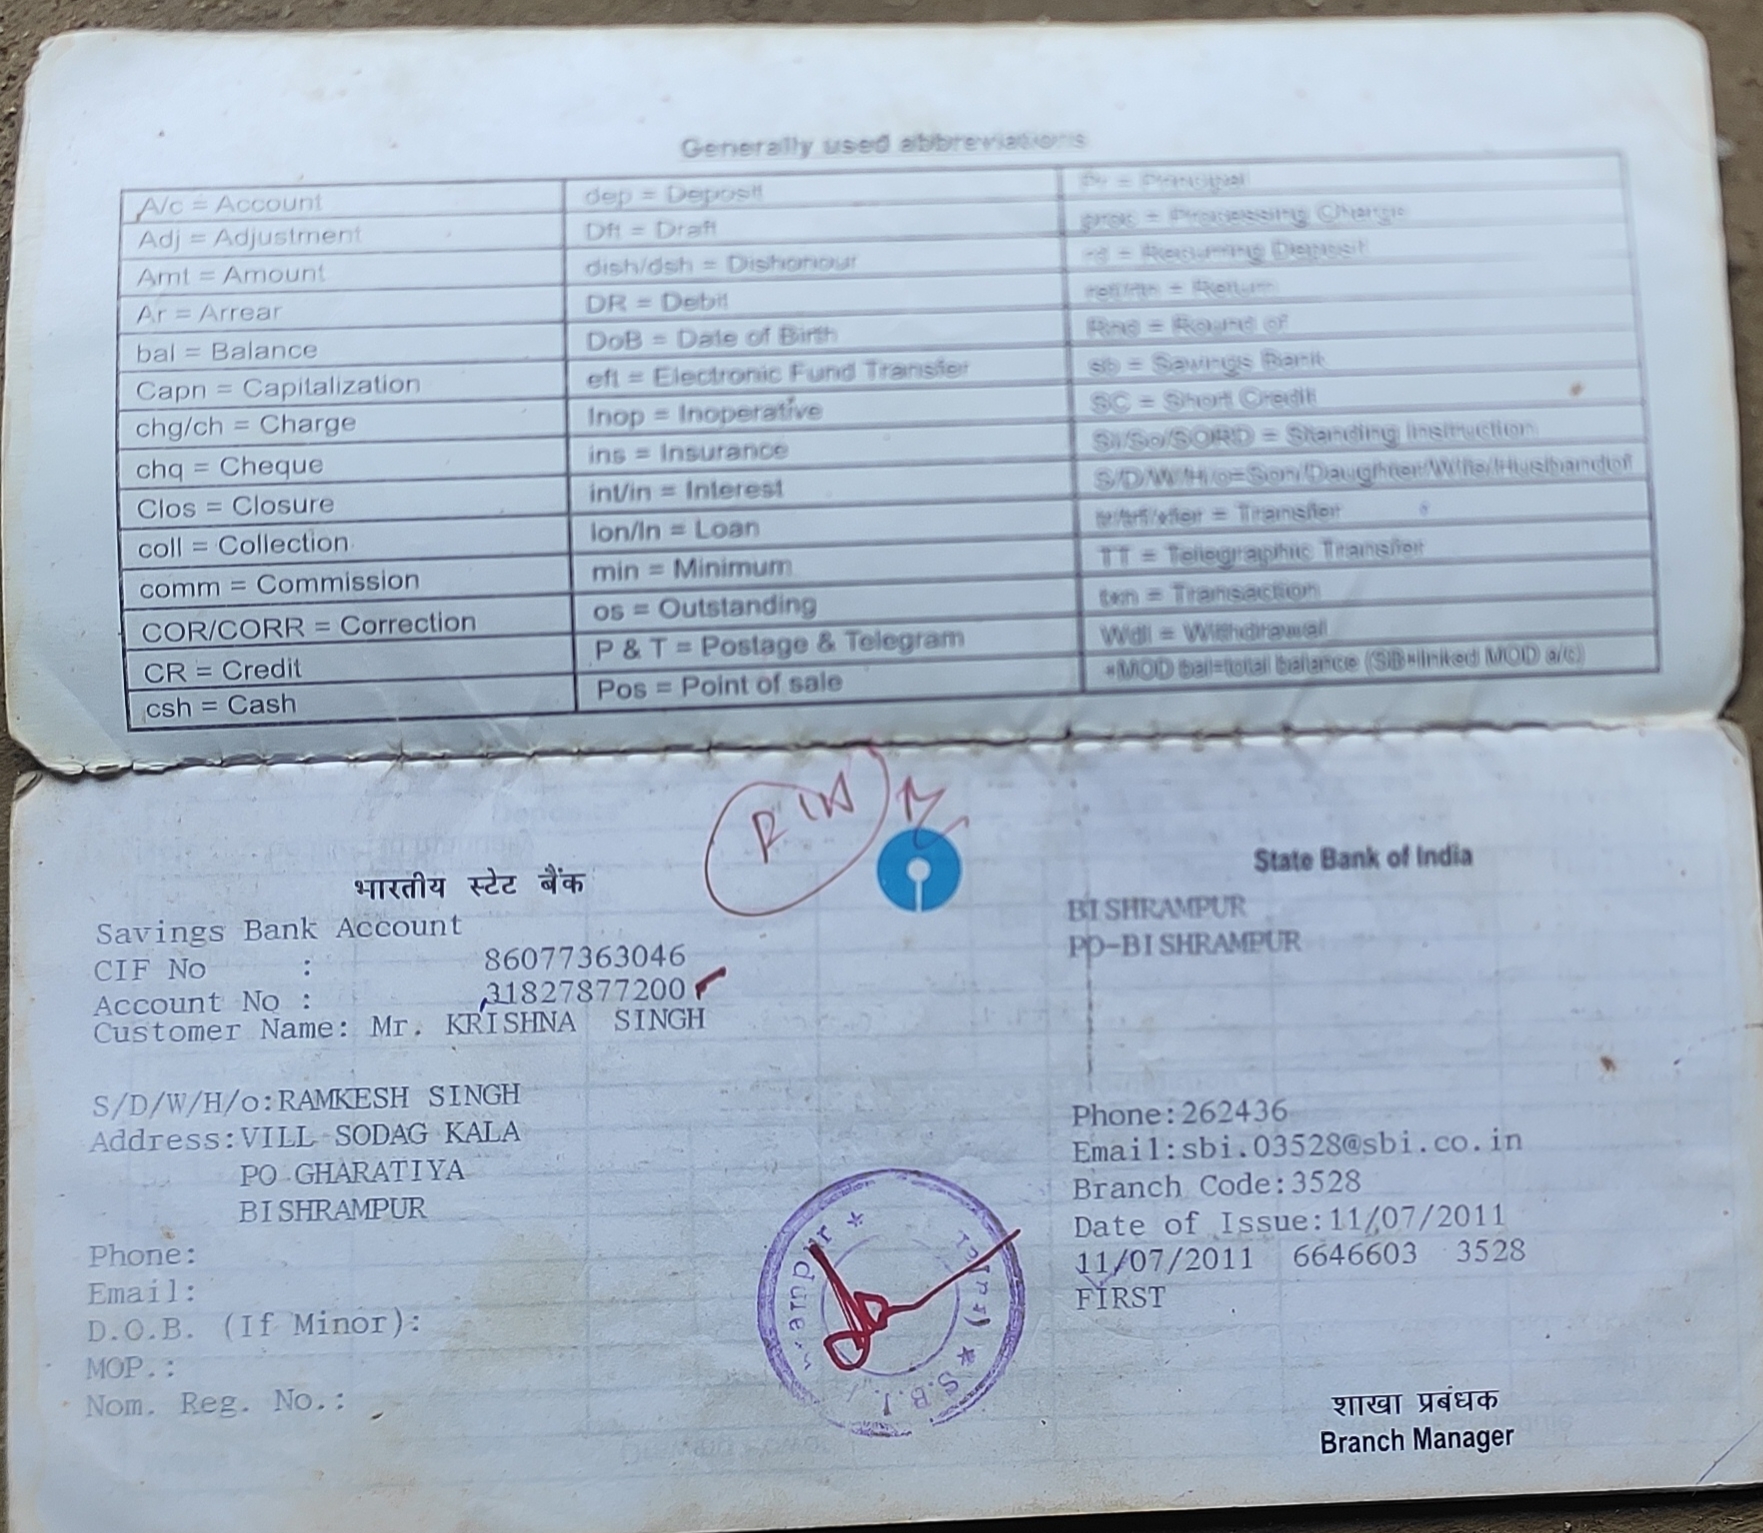 Generally used abbreviations
A/c = Account
Adj = Adjustment
Amt = Amount
Ar = Arrear
bal = Balance
Capn = Capitalization
chg/ch = Charge
chq = Cheque
Clos = Closure
coll = Collection
comm = Commission
COR/CORR = Correction
CR = Credit
csh = Cash
dep = Deposit
Dft = Draft
dish/dsh = Dishonour
DR = Debit
DoB = Date of Birth
eft = Electronic Fund Transfer
Inop = Inoperative
ins = Insurance
int/in = Interest
lon/ln = Loan
min = Minimum
os = Outstanding
P & T = Postage & Telegram
Pos = Point of sale
= Principal
= Processing Charge
rd = Recurring Deposit
= Return
Rnd = Round of
sb = Savings Bank
SC = Short Credit
SI/So/SORD = Standing Instruction
S/D/W/H/o=Son/Daughter/Wife/Husbandof
= Transfer
TT = Telegraphic Transfer
txn = Transaction
Wdl = Withdrawal
*MOD bal=total balance (SB+linked MOD a/c)
भारतीय स्टेट बैंक
Savings Bank Account
CIF No : 86077363046
Account No : 31827877200
Customer Name: Mr. KRISHNA SINGH
S/D/W/H/o:RAMKESH SINGH
Address:VILL SODAG KALA
PO GHARATIYA
BISHRAMPUR
Phone:
Email:
D.O.B. (If Minor):
MOP.:
Nom. Reg. No.:
State Bank of India
BISHRAMPUR
PO-BISHRAMPUR
Phone:262436
Email:sbi.03528@sbi.co.in
Branch Code:3528
Date of Issue:11/07/2011
11/07/2011 6646603 3528
FIRST
S.B.I.
शाखा प्रबंधक
Branch Manager